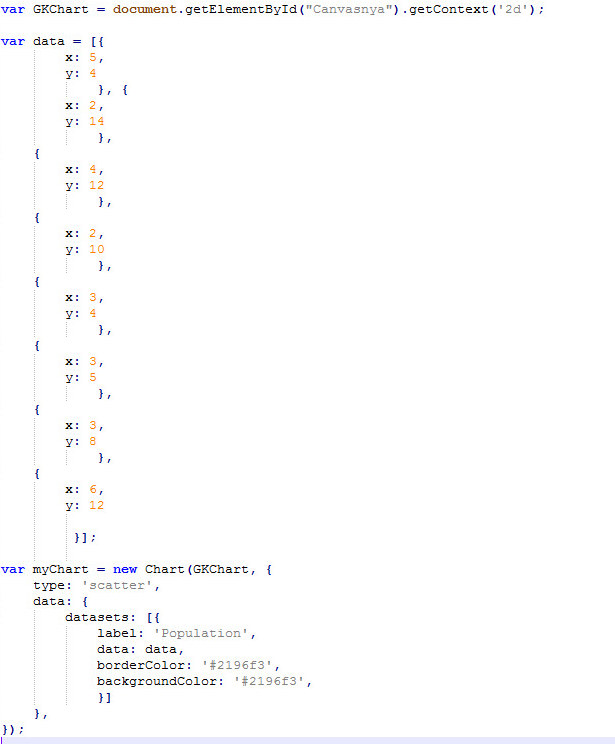 var GKChart = document.getElementById("Canvasnya").getContext('2d');

var data = [{
        x: 5,
        y: 4
            }, {
        x: 2,
        y: 14
            },
    {
        x: 4,
        y: 12
            },
    {
        x: 2,
        y: 10
            },
    {
        x: 3,
        y: 4
            },
    {
        x: 3,
        y: 5
            },
    {
        x: 3,
        y: 8
            },
    {
        x: 6,
        y: 12

         }];

var myChart = new Chart(GKChart, {
    type: 'scatter',
    data: {
        datasets: [{
            label: 'Population',
            data: data,
            borderColor: '#2196f3',
            backgroundColor: '#2196f3',
            }]
    },
});